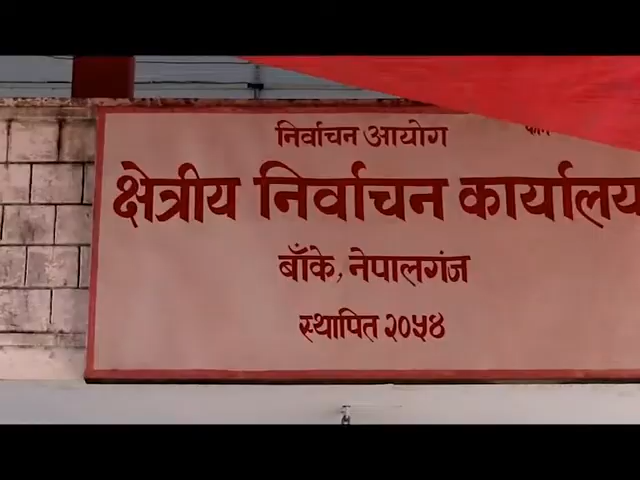 निर्वाचन आयोग
क्षेत्रीय निर्वाचन कार्यालय
बाँके, नेपालगंज
स्थापित २०५४